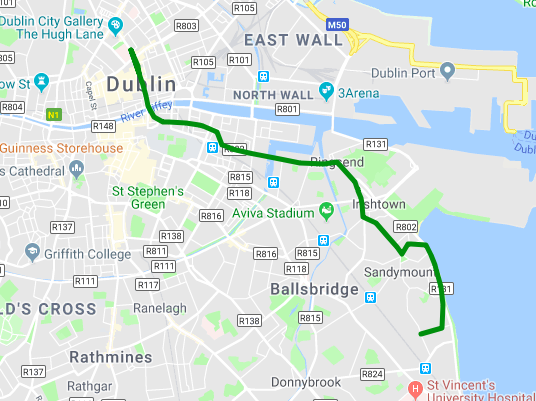 Dublin City Gallery
The Hugh Lane
R803
M50
R105
EAST WALL
R105
R101
R101
Dublin Port
Dublin
NORTH WALL
3Arena
ow St
Capel St
R804
R801
N1
River Liffey
R148
Guinness Storehouse
R131
s Cathedral
R815
Ringsend
R118
St Stephen's
Green
Irishtown
R816
Aviva Stadium
R802
R138
R811
R816
R815
Griffith College
R111
R111
R118
Sandymount
R117
R131
Ballsbridge
LD'S CROSS
Ranelagh
R138
R815
Rathmines
R137
R137
Donnybrook
R824
Rathgar
St Vincent's
University Hospital